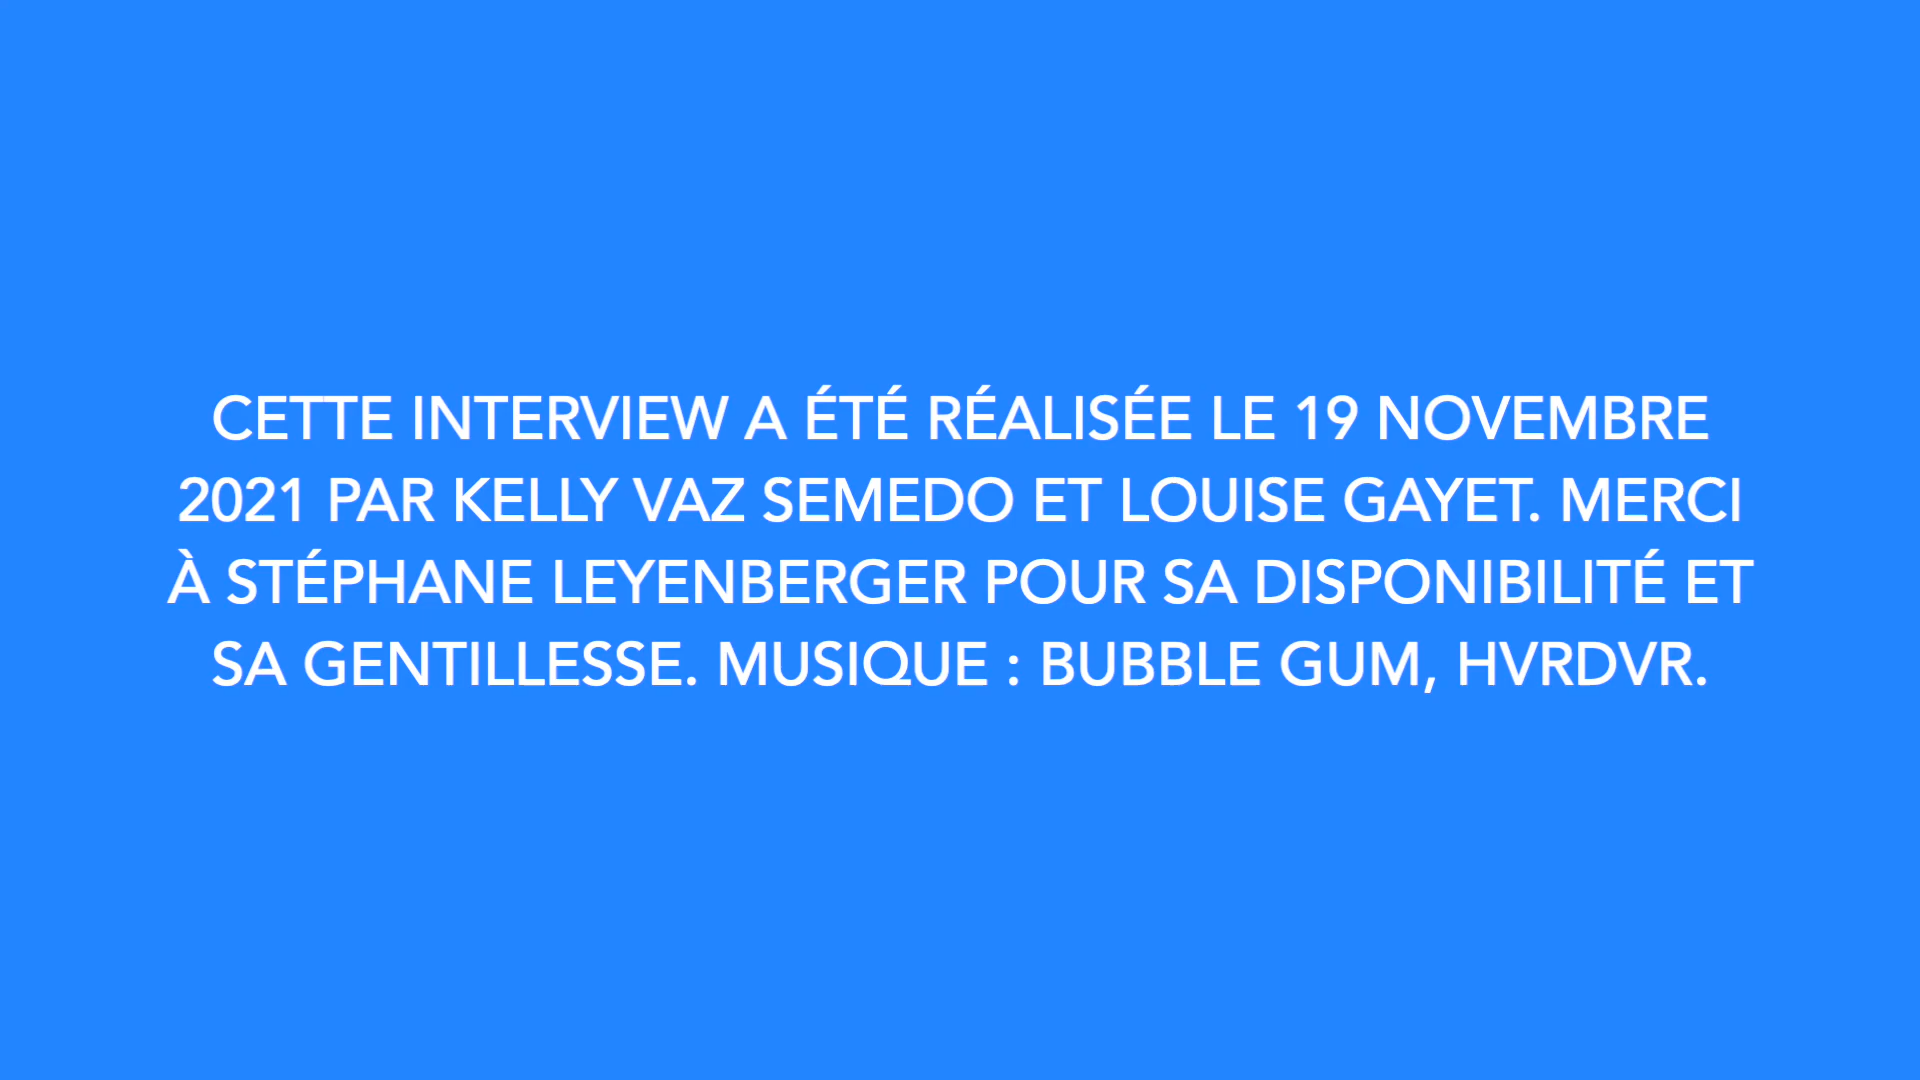 CETTE INTERVIEW A ÉTÉ RÉALISÉE LE 19 NOVEMBRE
2021 PAR KELLY VAZ SEMEDO ET LOUISE GAYET. MERCI
À STÉPHANE LEYENBERGER POUR SA DISPONIBILITÉ ET
SA GENTILLESSE. MUSIQUE : BUBBLE GUM, HVRDVR.